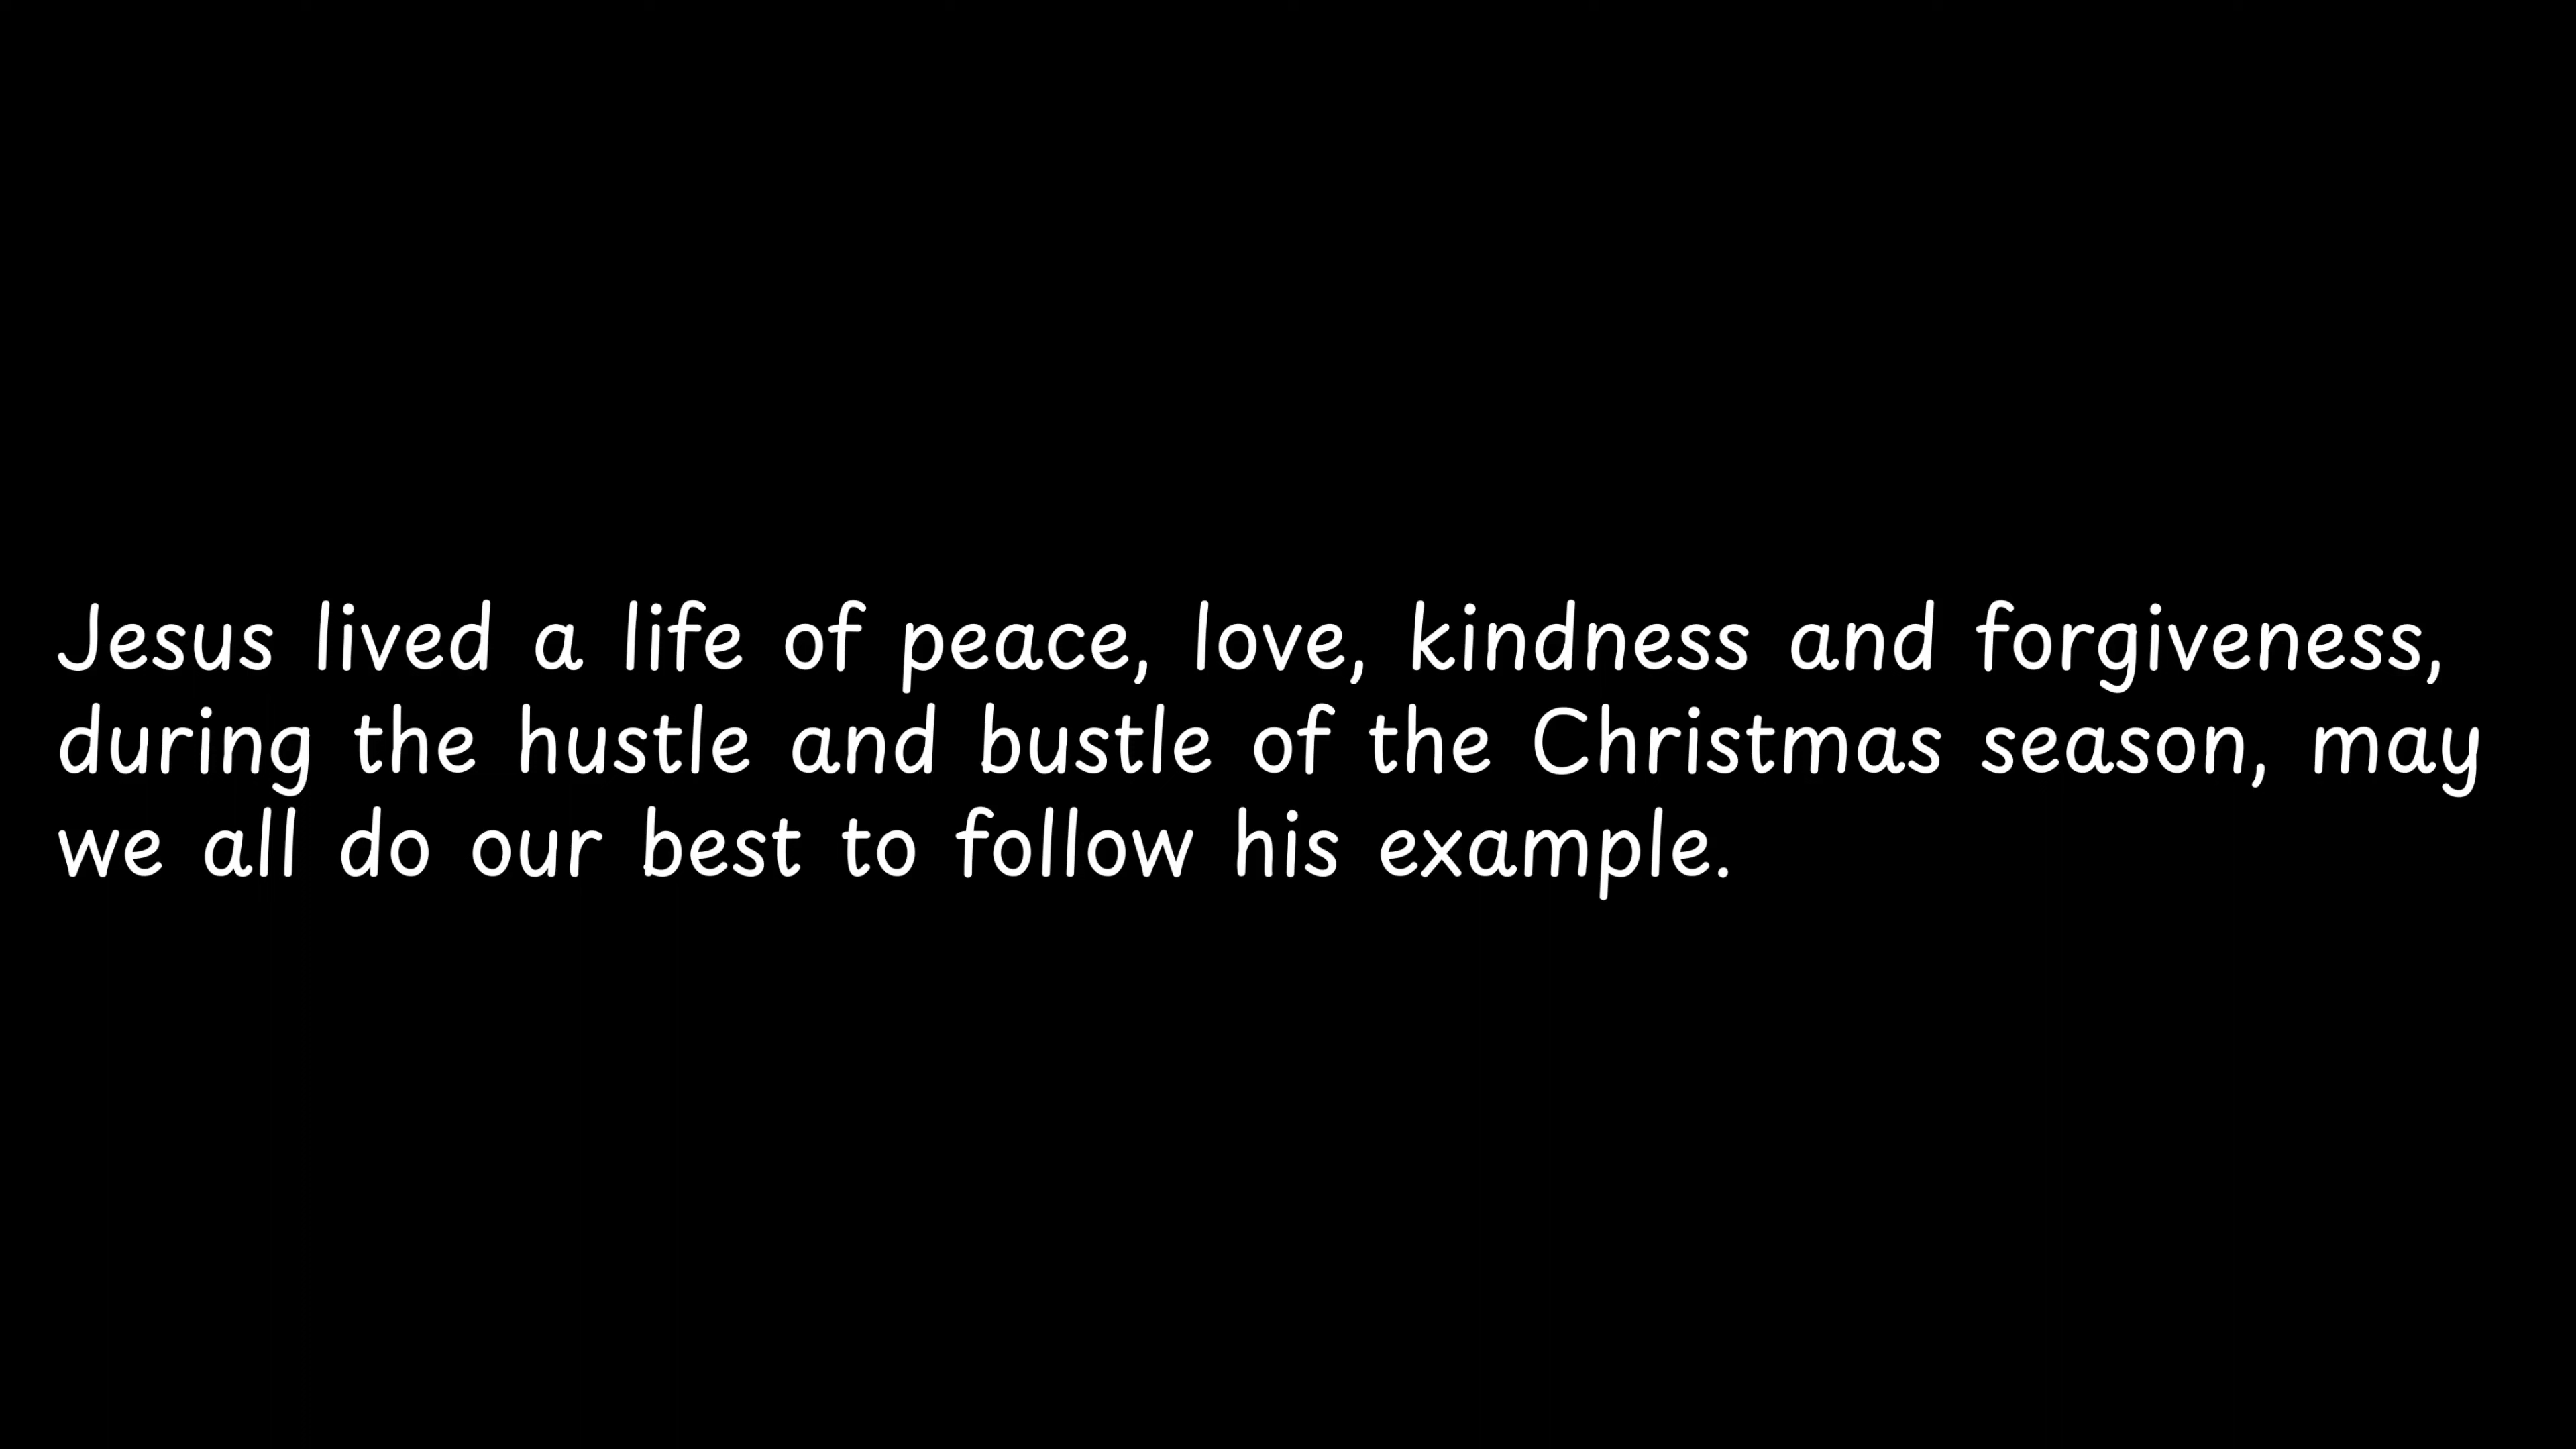 Jesus lived a life of peace, love, kindness and forgiveness,
during the hustle and bustle of the Christmas season, may
we all do our best to follow his example.